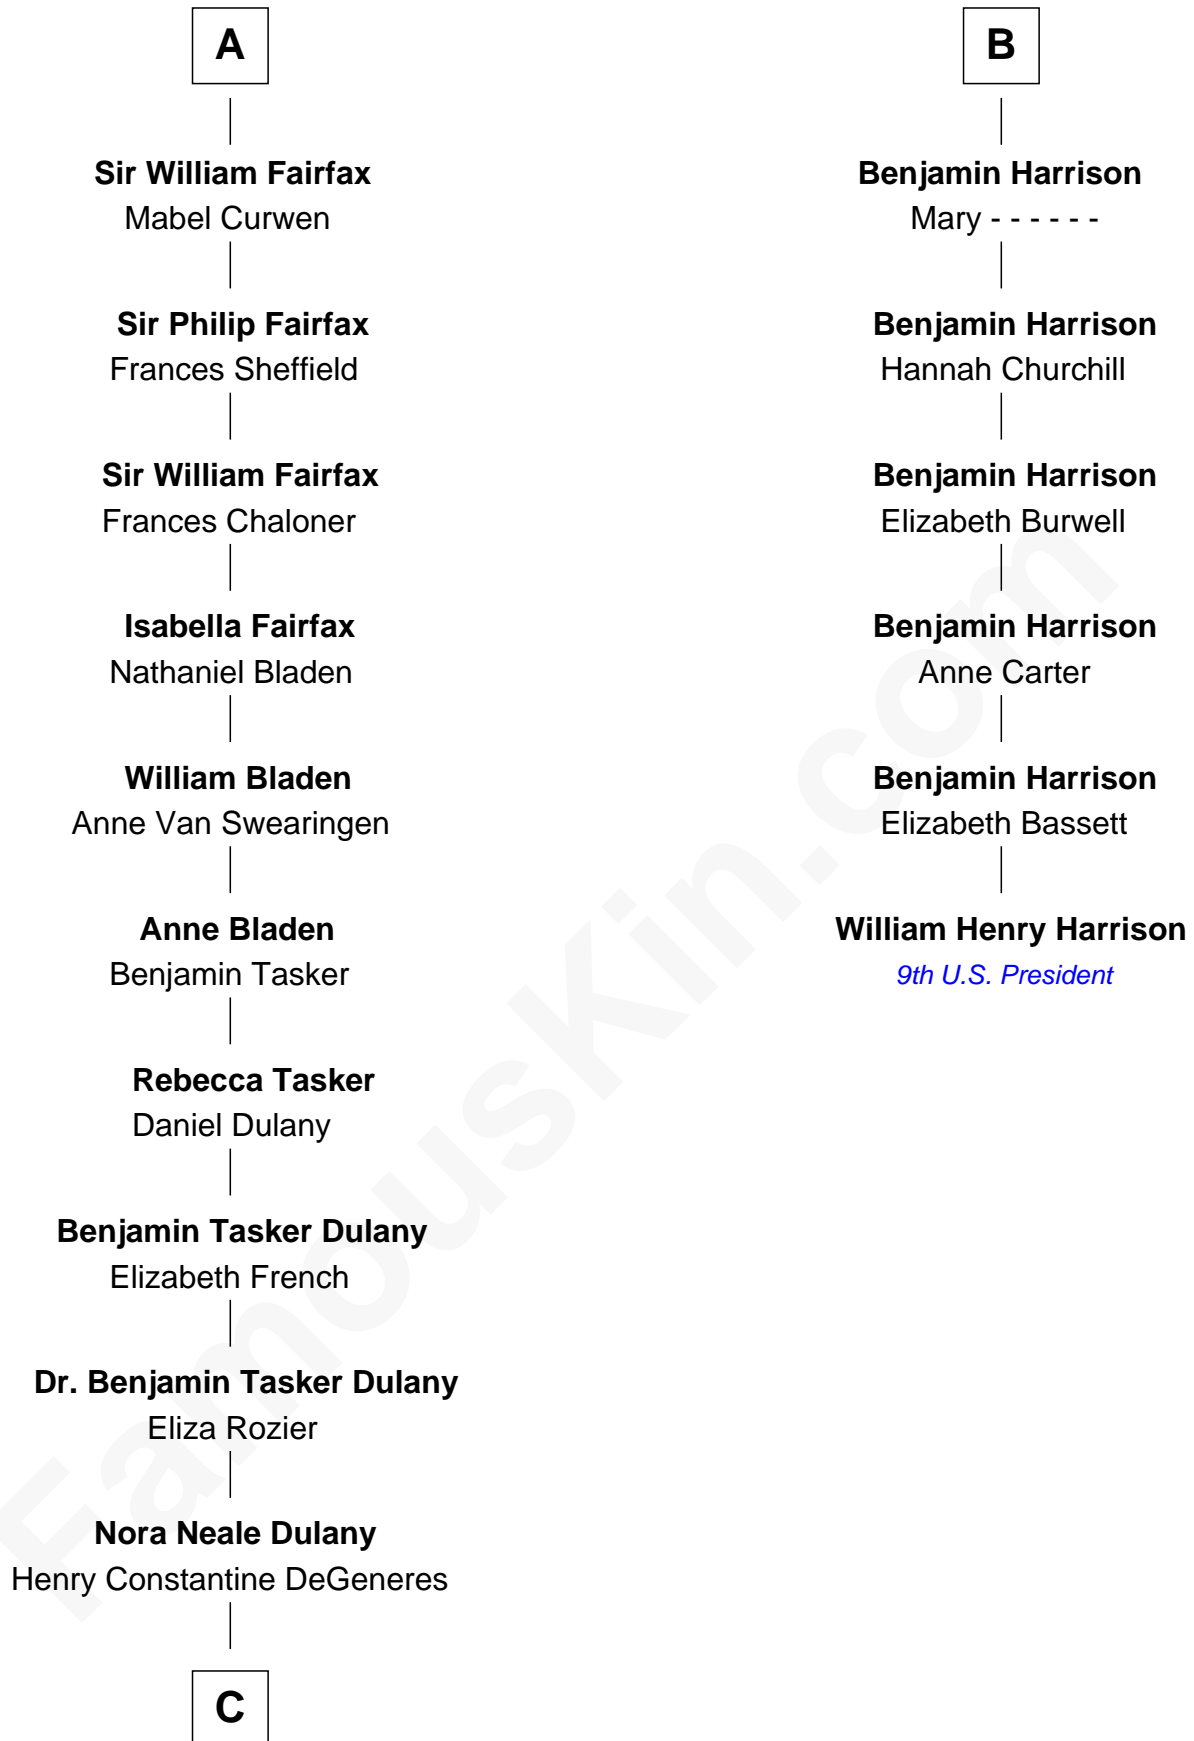 A
Sir William Fairfax
Mabel Curwen
Sir Philip Fairfax
Frances Sheffield
Sir William Fairfax
Frances Chaloner
Isabella Fairfax
Nathaniel Bladen
William Bladen
Anne Van Swearingen
Anne Bladen
Benjamin Tasker
Rebecca Tasker
Daniel Dulany
Benjamin Tasker Dulany
Elizabeth French
Dr. Benjamin Tasker Dulany
Eliza Rozier
Nora Neale Dulany
Henry Constantine DeGeneres
C
B
Benjamin Harrison
Mary - - - - - -
Benjamin Harrison
Hannah Churchill
Benjamin Harrison
Elizabeth Burwell
Benjamin Harrison
Anne Carter
Benjamin Harrison
Elizabeth Bassett
William Henry Harrison
9th U.S. President
FamousKin.com